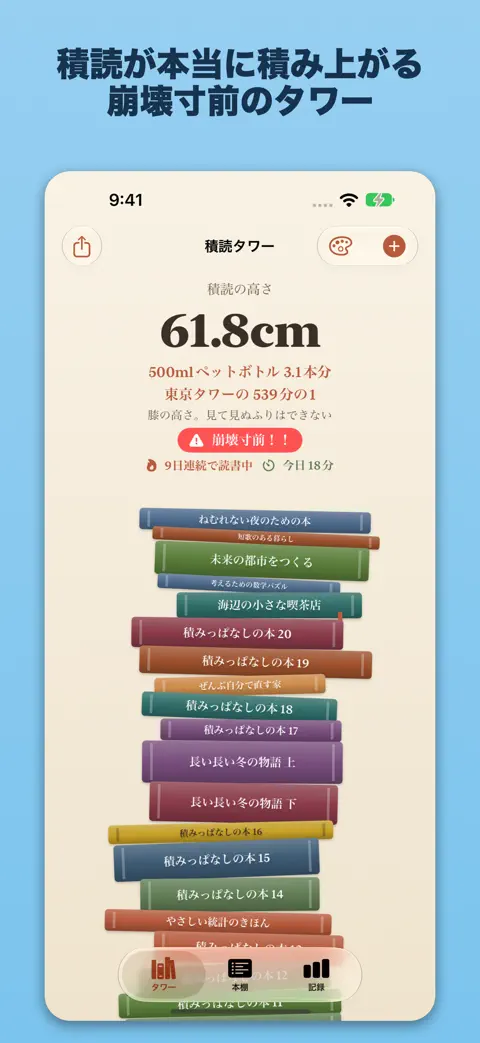 積読が本当に積み上がる
崩壊寸前のタワー
9:41
積読タワー
積読の高さ
61.8cm
500mlペットボトル 3.1本分
東京タワーの 539分の1
膝の高さ。見て見ぬふりはできない
崩壊寸前！！
9日連続で読書中 今日18分
ねむれない夜のための本
短歌のある暮らし
未来の都市をつくる
考えるための数学パズル
海辺の小さな喫茶店
積みっぱなしの本 20
積みっぱなしの本 19
ぜんぶ自分で直す家
積みっぱなしの本 18
積みっぱなしの本 17
長い長い冬の物語 上
長い長い冬の物語 下
積みっぱなしの本 16
積みっぱなしの本 15
積みっぱなしの本 14
やさしい統計のきほん
積みっぱなしの本 12
積みっぱなしの本 11
タワー 本棚 記録